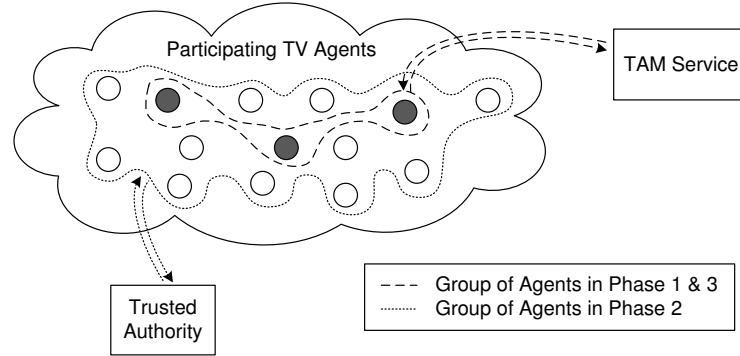 Participating TV Agents
TAM Service
Trusted
Authority
Group of Agents in Phase 1 & 3
Group of Agents in Phase 2